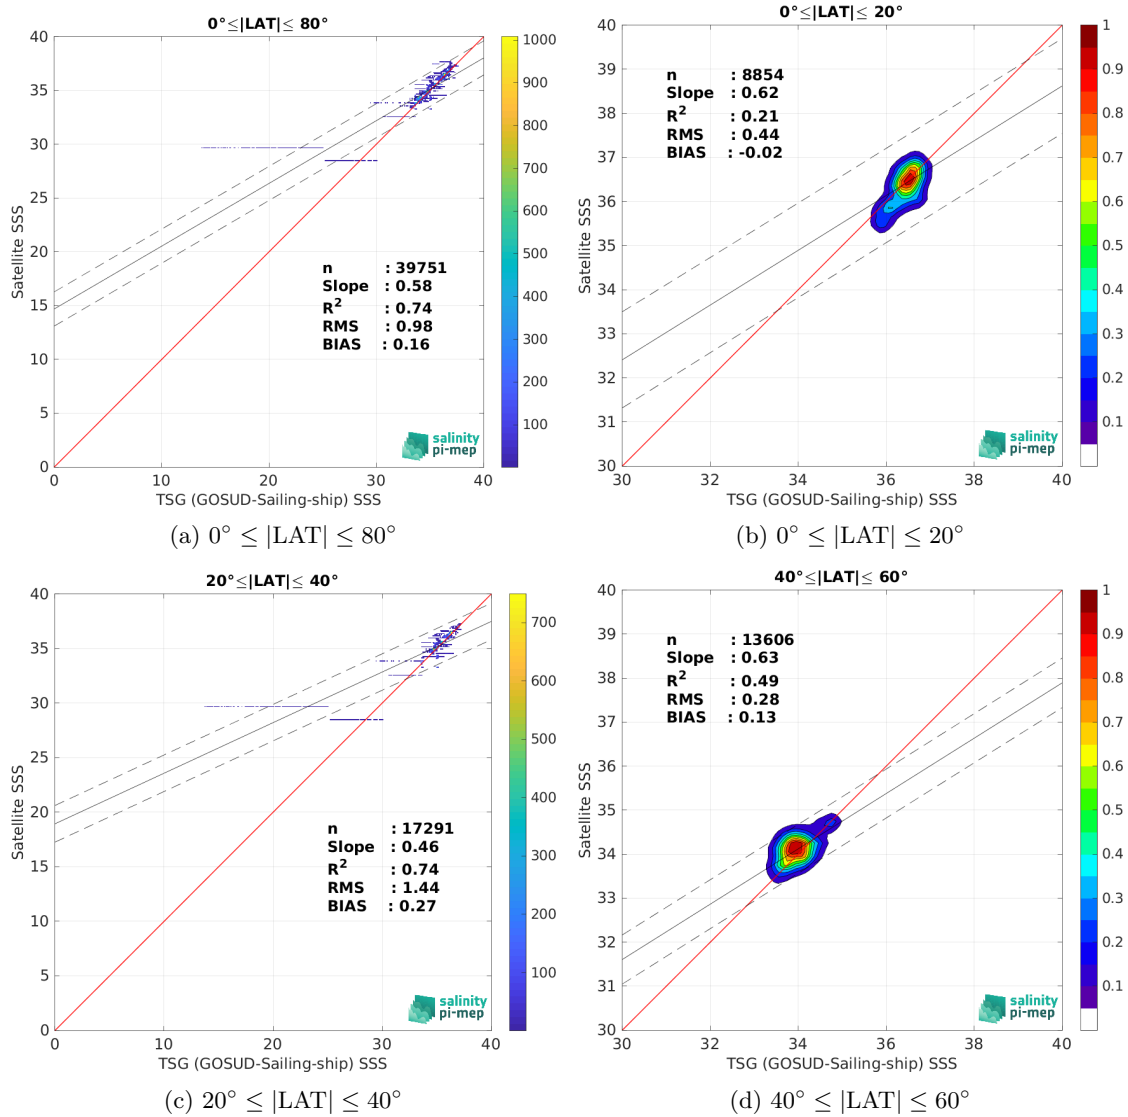 0°≤|LAT|≤ 80°
Satellite SSS
40
35
30
25
20
15
10
5
0
0 10 20 30 40
TSG (GOSUD-Sailing-ship) SSS
n : 39751
Slope : 0.58
R² : 0.74
RMS : 0.98
BIAS : 0.16
salinity
pi-mep
1000
900
800
700
600
500
400
300
200
100
(a) 0° ≤ |LAT| ≤ 80°
0°≤|LAT|≤ 20°
Satellite SSS
40
39
38
37
36
35
34
33
32
31
30
30 32 34 36 38 40
TSG (GOSUD-Sailing-ship) SSS
n : 8854
Slope : 0.62
R² : 0.21
RMS : 0.44
BIAS : -0.02
salinity
pi-mep
1
0.9
0.8
0.7
0.6
0.5
0.4
0.3
0.2
0.1
(b) 0° ≤ |LAT| ≤ 20°
20°≤|LAT|≤ 40°
Satellite SSS
40
35
30
25
20
15
10
5
0
0 10 20 30 40
TSG (GOSUD-Sailing-ship) SSS
n : 17291
Slope : 0.46
R² : 0.74
RMS : 1.44
BIAS : 0.27
salinity
pi-mep
700
600
500
400
300
200
100
(c) 20° ≤ |LAT| ≤ 40°
40°≤|LAT|≤ 60°
Satellite SSS
40
39
38
37
36
35
34
33
32
31
30
30 32 34 36 38 40
TSG (GOSUD-Sailing-ship) SSS
n : 13606
Slope : 0.63
R² : 0.49
RMS : 0.28
BIAS : 0.13
salinity
pi-mep
1
0.9
0.8
0.7
0.6
0.5
0.4
0.3
0.2
0.1
(d) 40° ≤ |LAT| ≤ 60°